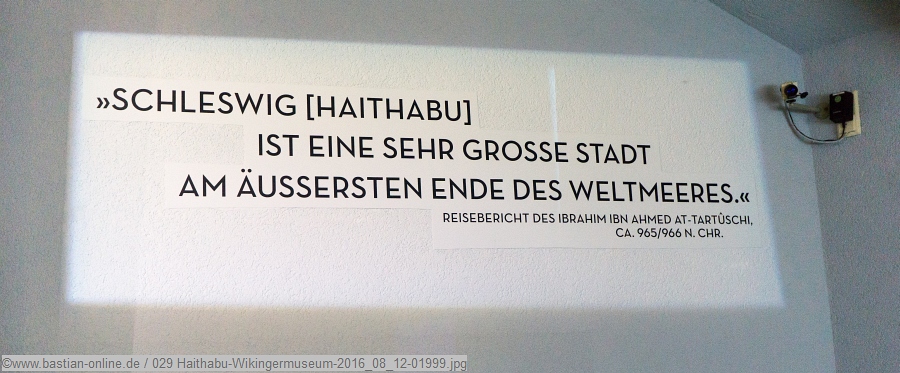 »SCHLESWIG [HAITHABU]
IST EINE SEHR GROSSE STADT
AM ÄUSSERSTEN ENDE DES WELTMEERES.«
REISEBERICHT DES IBRAHIM IBN AHMED AT-TARTÛSCHI,
CA. 965/966 N. CHR.
©www.bastian-online.de / 029 Haithabu-Wikingermuseum-2016_08_12-01999.jpg